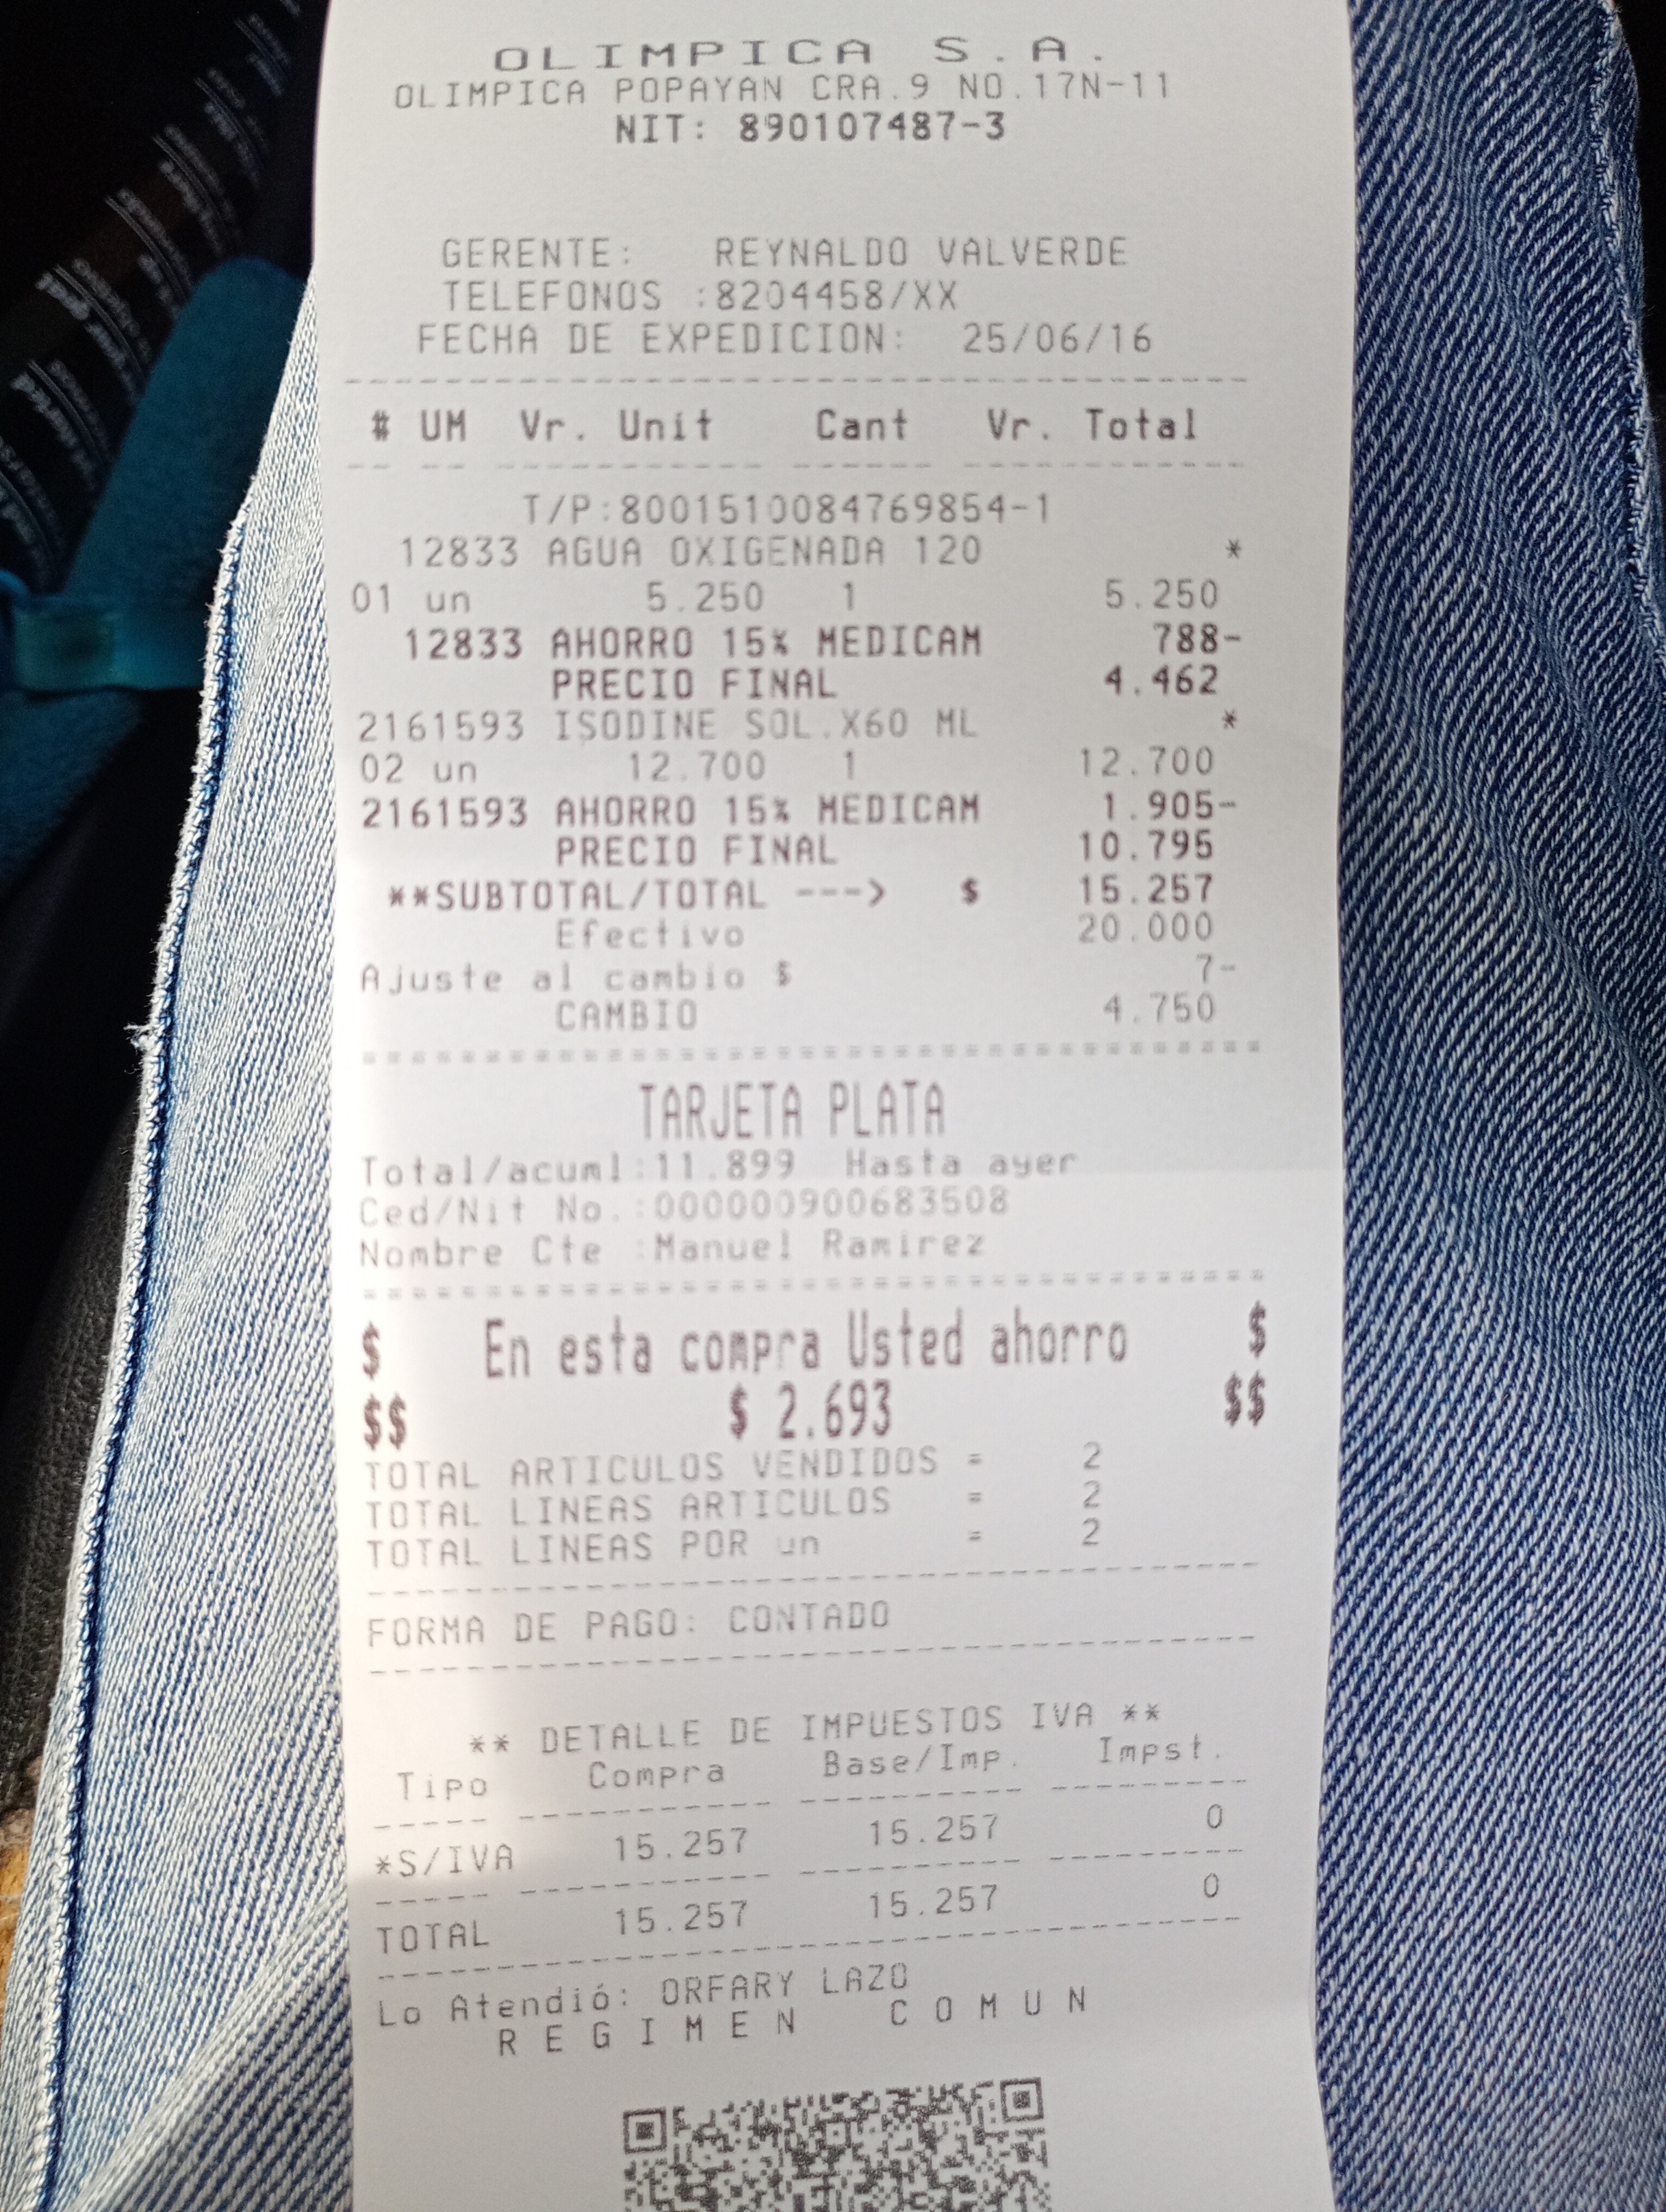 OLIMPICA S.A.
OLIMPICA POPAYAN CRA.9 NO.17N-11
NIT: 890107487-3
GERENTE: REYNALDO VALVERDE
TELEFONOS :8204458/XX
FECHA DE EXPEDICION: 25/06/16
# UM Vr. Unit Cant Vr. Total
T/P:8001510084769854-1
12833 AGUA OXIGENADA 120 *
01 un 5.250 1 5.250
12833 AHORRO 15% MEDICAM 788-
PRECIO FINAL 4.462
2161593 ISODINE SOL.X60 ML *
02 un 12.700 1 12.700
2161593 AHORRO 15% MEDICAM 1.905-
PRECIO FINAL 10.795
**SUBTOTAL/TOTAL ---> $ 15.257
Efectivo 20.000
Ajuste al cambio $ 7-
CAMBIO 4.750
TARJETA PLATA
Total/acuml:11.899 Hasta ayer
Ced/Nit No.:000000900683508
Nombre Cte :Manuel Ramirez
$ En esta compra Usted ahorro $
$$ $ 2.693 $$
TOTAL ARTICULOS VENDIDOS = 2
TOTAL LINEAS ARTICULOS = 2
TOTAL LINEAS POR un = 2
FORMA DE PAGO: CONTADO
** DETALLE DE IMPUESTOS IVA **
Tipo Compra Base/Imp. Impst.
*S/IVA 15.257 15.257 0
TOTAL 15.257 15.257 0
Lo Atendió: ORFARY LAZO
REGIMEN COMUN